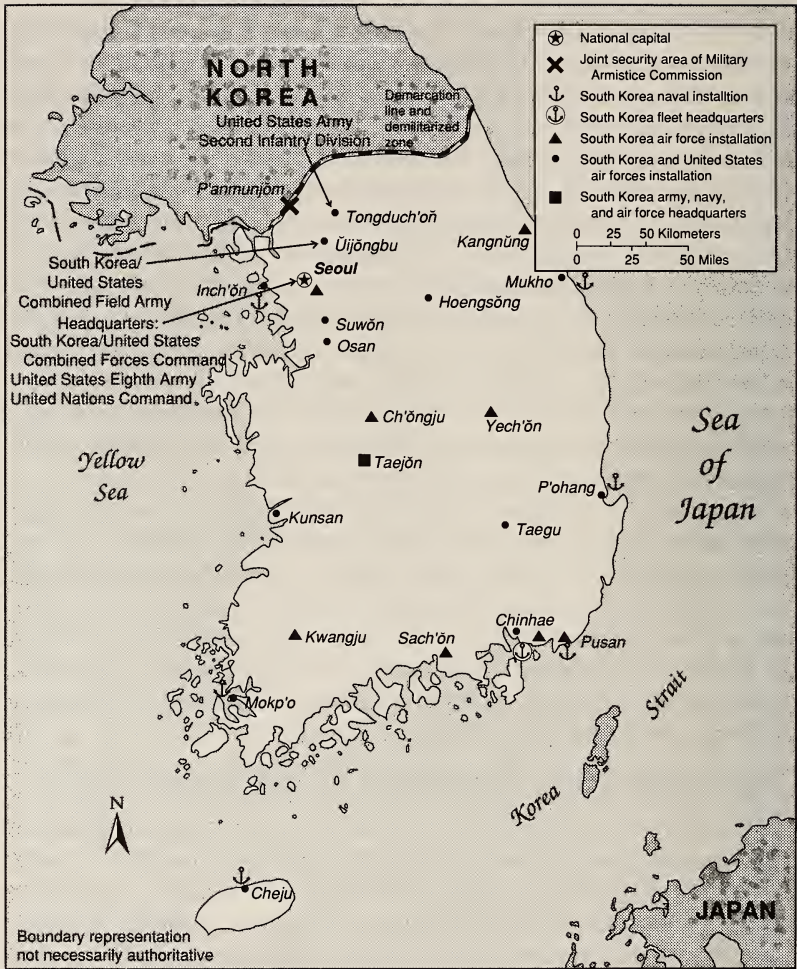 NORTH
KOREA
United States Army
Second Infantry Division
Demarcation
line and
demilitarized
zone
National capital
Joint security area of Military
Armistice Commission
South Korea naval installtion
South Korea fleet headquarters
South Korea air force installation
South Korea and United States
air forces installation
South Korea army, navy,
and air force headquarters
0 25 50 Kilometers
0 25 50 Miles
P'anmunjŏm
Tongduch'oň
Ŭijŏngbu
Kangnŭng
South Korea/
United States
Combined Field Army
Seoul
Inch'ŏn
Mukho
Hoengsŏng
Headquarters:
South Korea/United States
Combined Forces Command
United States Eighth Army
United Nations Command
Suwŏn
Osan
Ch'ŏngju
Yech'ŏn
Taejŏn
Yellow
Sea
Sea
of
Japan
P'ohang
Kunsan
Taegu
Chinhae
Kwangju
Sach'ŏn
Pusan
Mokp'o
Korea Strait
N
Cheju
JAPAN
Boundary representation
not necessarily authoritative